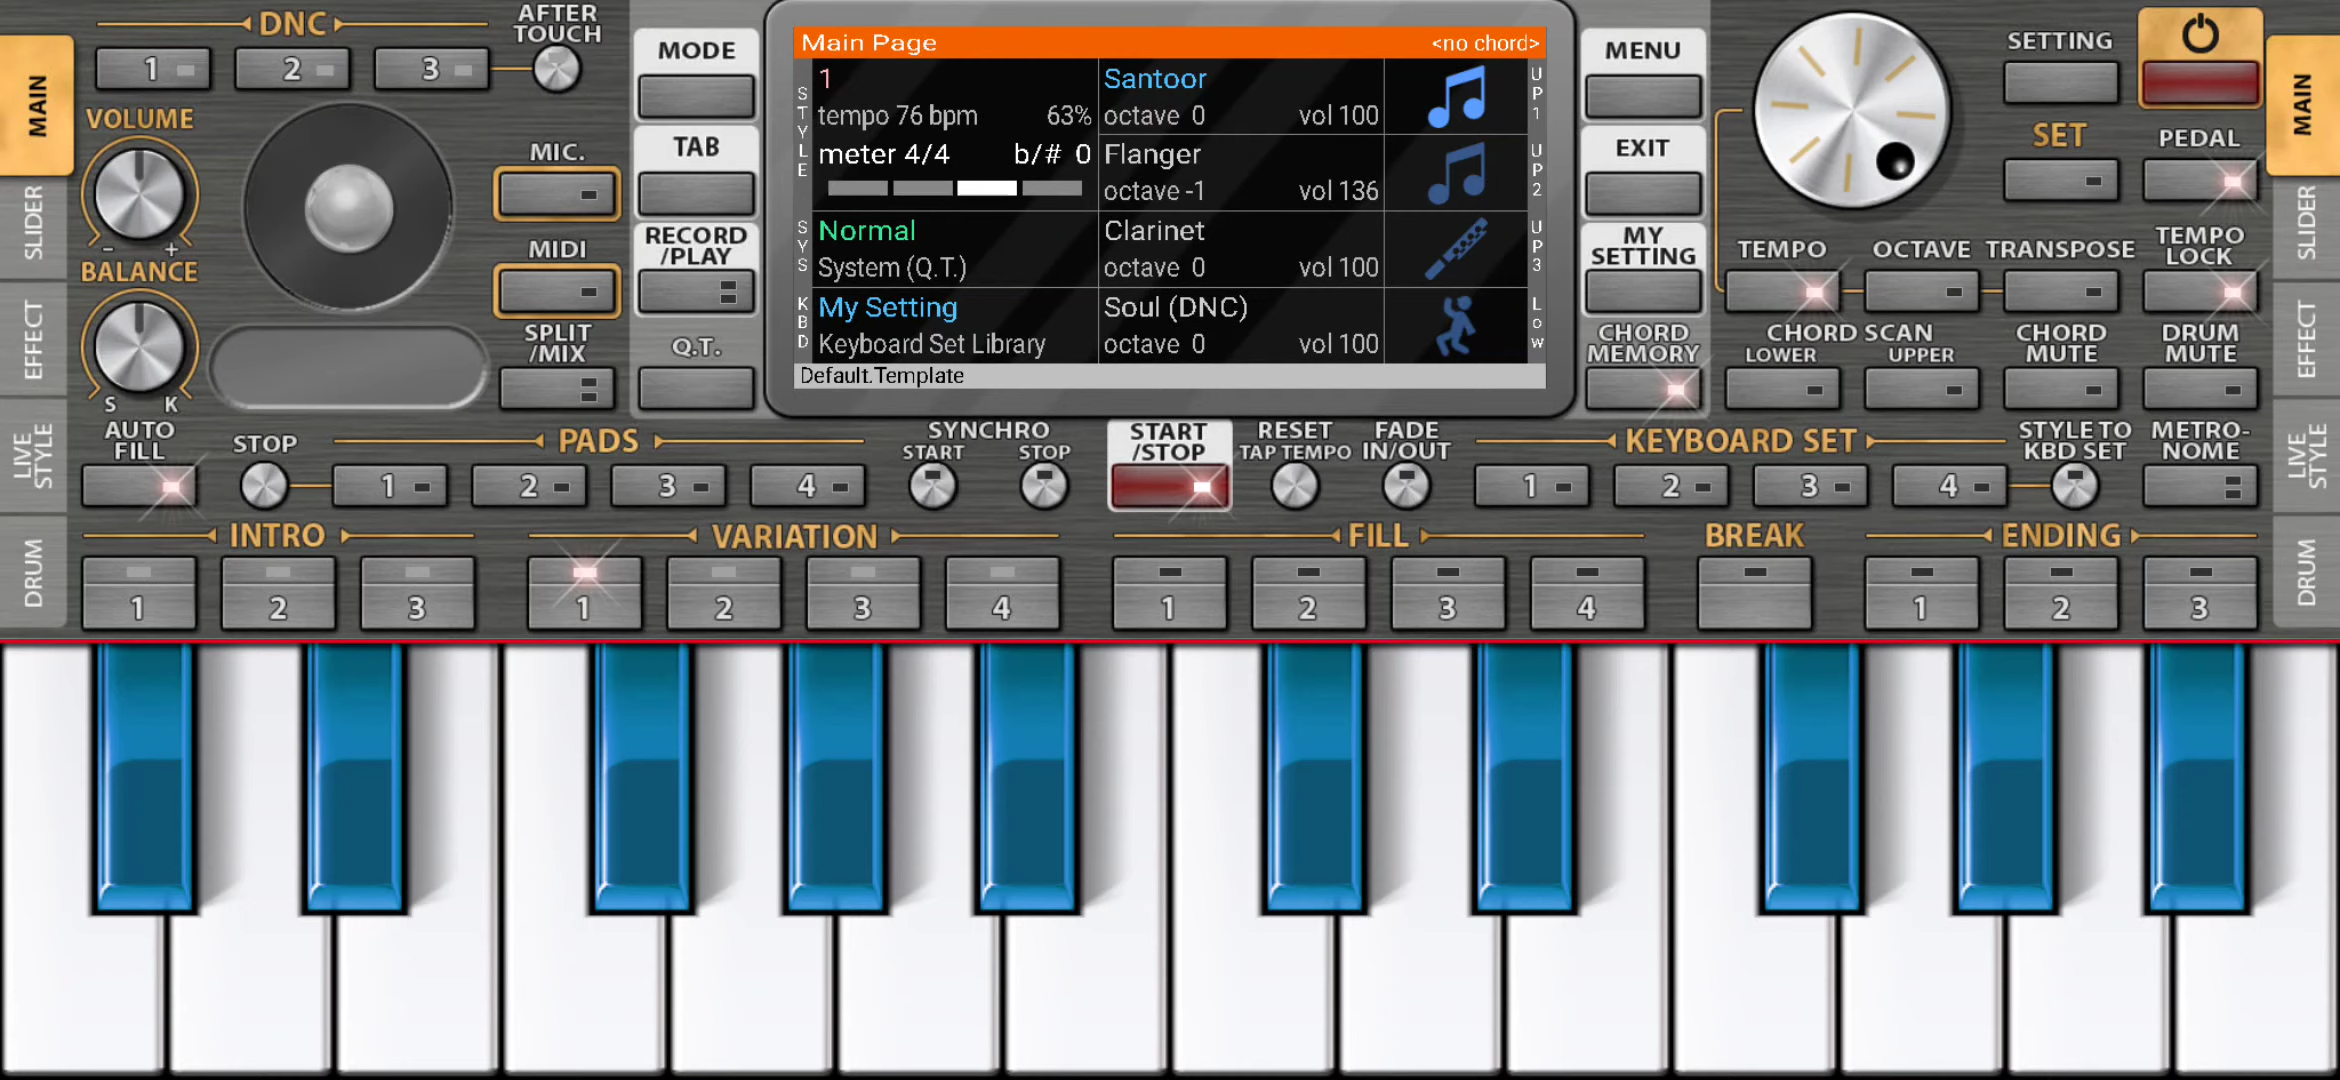 DNC
AFTER
TOUCH
1
2
3
MAIN
SLIDER
EFFECT
LIVE
STYLE
DRUM
VOLUME
- +
BALANCE
S K
MIC.
MIDI
SPLIT
/MIX
MODE
TAB
RECORD
/PLAY
Q.T.
Main Page <no chord>
STYLE
1
tempo 76 bpm 63%
meter 4/4 b/# 0
SYS
Normal
System (Q.T.)
KBD
My Setting
Keyboard Set Library
Santoor
octave 0 vol 100
UP1
Flanger
octave -1 vol 136
UP2
Clarinet
octave 0 vol 100
UP3
Soul (DNC)
octave 0 vol 100
Low
Default.Template
MENU
EXIT
MY
SETTING
CHORD
MEMORY
SETTING
SET
PEDAL
TEMPO
OCTAVE
TRANSPOSE
TEMPO
LOCK
CHORD SCAN
LOWER
UPPER
CHORD
MUTE
DRUM
MUTE
MAIN
SLIDER
EFFECT
LIVE
STYLE
DRUM
AUTO
FILL
STOP
PADS
1
2
3
4
SYNCHRO
START
STOP
START
/STOP
RESET
TAP TEMPO
FADE
IN/OUT
KEYBOARD SET
1
2
3
4
STYLE TO
KBD SET
METRO-
NOME
INTRO
1
2
3
VARIATION
1
2
3
4
FILL
1
2
3
4
BREAK
ENDING
1
2
3